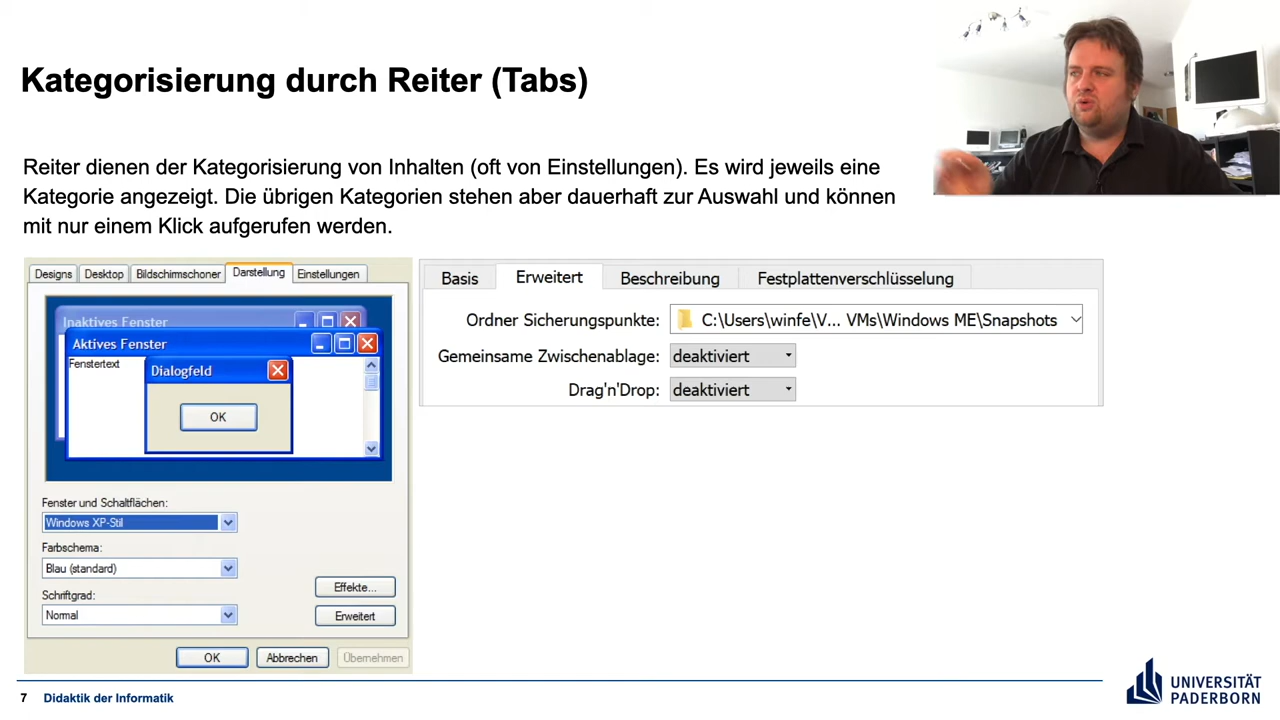 Kategorisierung durch Reiter (Tabs)
Reiter dienen der Kategorisierung von Inhalten (oft von Einstellungen). Es wird jeweils eine
Kategorie angezeigt. Die übrigen Kategorien stehen aber dauerhaft zur Auswahl und können
mit nur einem Klick aufgerufen werden.
Designs Desktop Bildschirmschoner Darstellung Einstellungen
Inaktives Fenster
Aktives Fenster
Fenstertext
Dialogfeld
OK
Fenster und Schaltflächen:
Windows XP-Stil
Farbschema:
Blau (standard)
Schriftgrad:
Normal
Effekte...
Erweitert
OK Abbrechen Übernehmen
Basis Erweitert Beschreibung Festplattenverschlüsselung
Ordner Sicherungspunkte: C:\Users\winfe\V... VMs\Windows ME\Snapshots
Gemeinsame Zwischenablage: deaktiviert
Drag'n'Drop: deaktiviert
7 Didaktik der Informatik
UNIVERSITÄT
PADERBORN